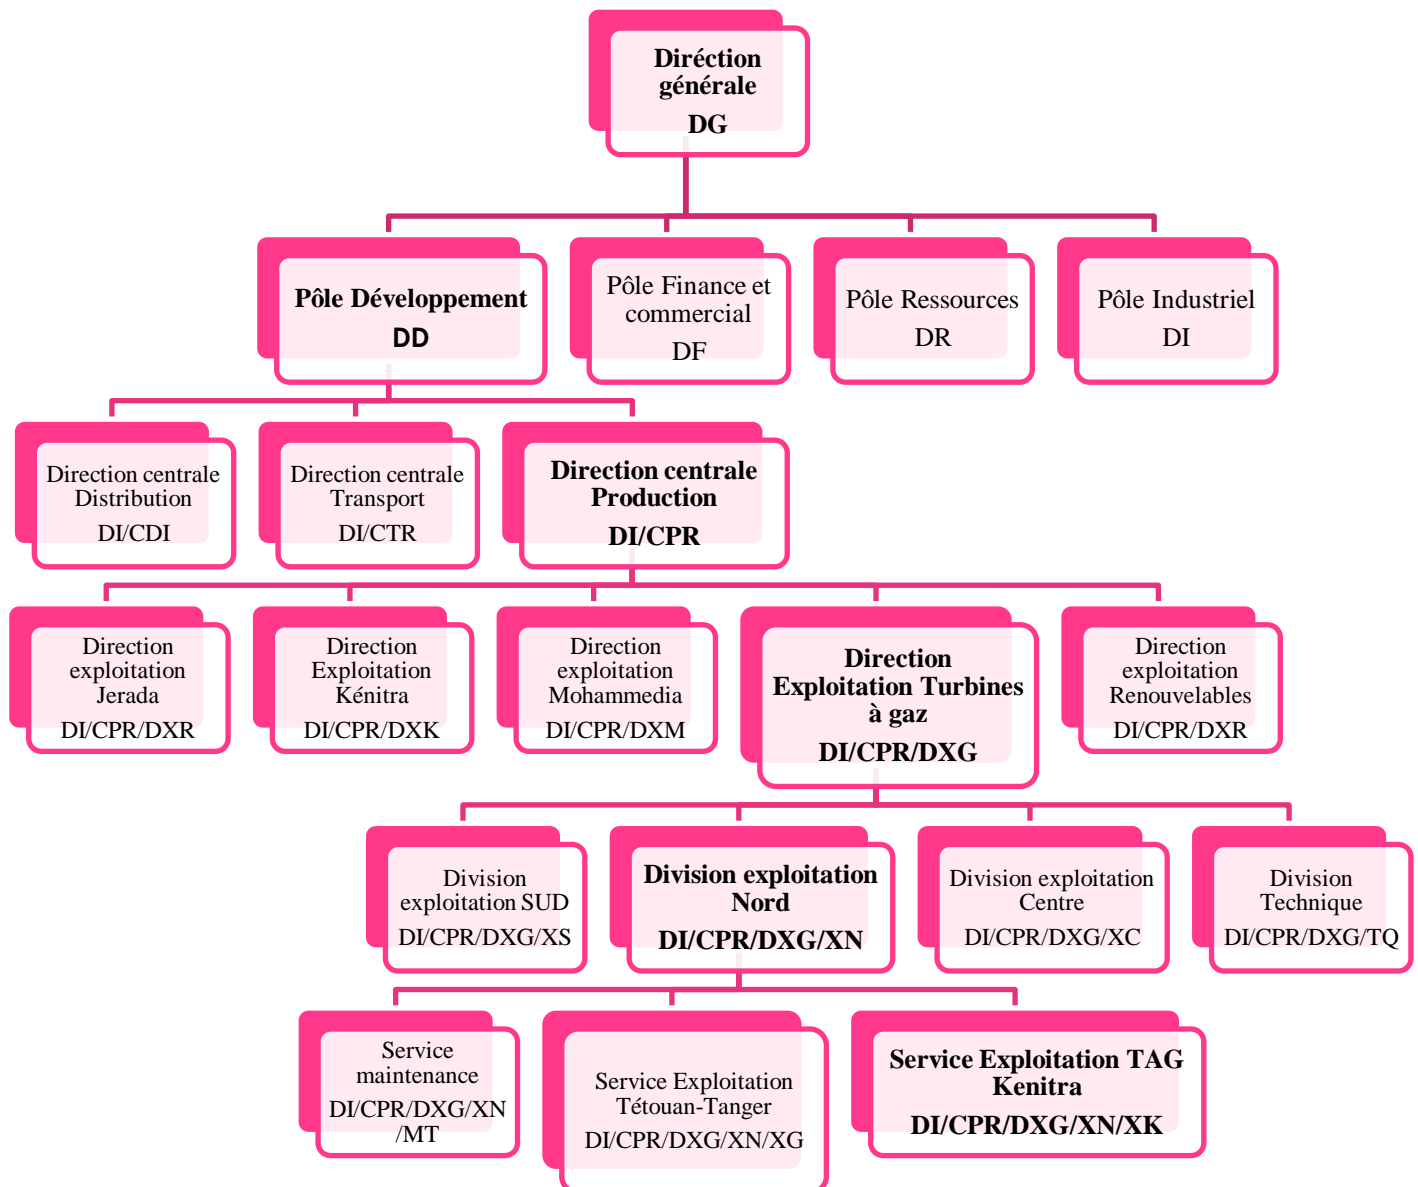 Diréction
générale
DG
Pôle Développement
DD
Pôle Finance et
commercial
DF
Pôle Ressources
DR
Pôle Industriel
DI
Direction centrale
Distribution
DI/CDI
Direction centrale
Transport
DI/CTR
Direction centrale
Production
DI/CPR
Direction
exploitation
Jerada
DI/CPR/DXR
Direction
Exploitation
Kénitra
DI/CPR/DXK
Direction
exploitation
Mohammedia
DI/CPR/DXM
Direction
Exploitation Turbines
à gaz
DI/CPR/DXG
Direction
exploitation
Renouvelables
DI/CPR/DXR
Division
exploitation SUD
DI/CPR/DXG/XS
Division exploitation
Nord
DI/CPR/DXG/XN
Division exploitation
Centre
DI/CPR/DXG/XC
Division
Technique
DI/CPR/DXG/TQ
Service
maintenance
DI/CPR/DXG/XN
/MT
Service Exploitation
Tétouan-Tanger
DI/CPR/DXG/XN/XG
Service Exploitation TAG
Kenitra
DI/CPR/DXG/XN/XK